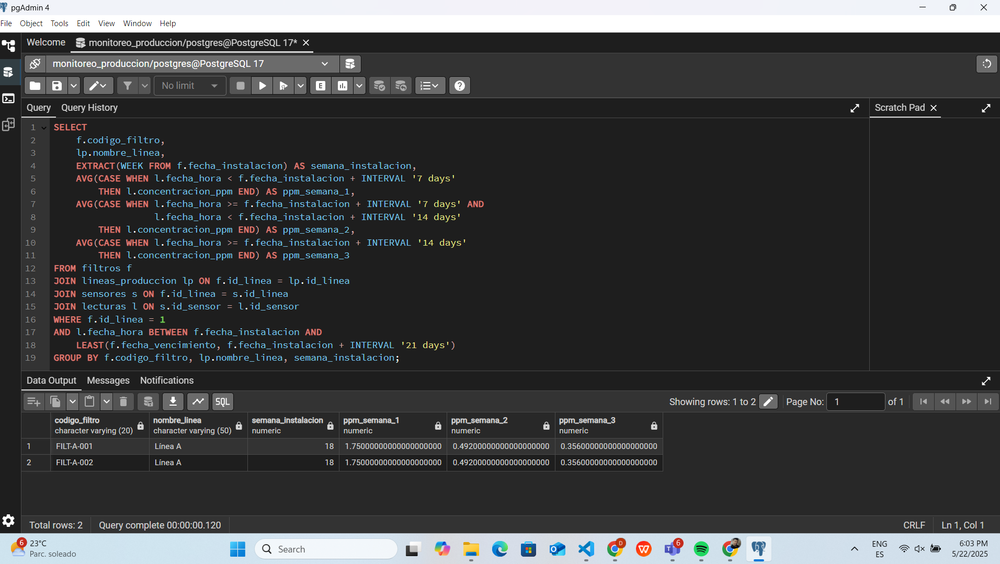 pgAdmin 4
File Object Tools Edit View Window Help
Welcome monitoreo_produccion/postgres@PostgreSQL 17*
monitoreo_produccion/postgres@PostgreSQL 17
No limit
E
Query Query History
Scratch Pad
1 SELECT
2 f.codigo_filtro,
3 lp.nombre_linea,
4 EXTRACT(WEEK FROM f.fecha_instalacion) AS semana_instalacion,
5 AVG(CASE WHEN l.fecha_hora < f.fecha_instalacion + INTERVAL '7 days'
6 THEN l.concentracion_ppm END) AS ppm_semana_1,
7 AVG(CASE WHEN l.fecha_hora >= f.fecha_instalacion + INTERVAL '7 days' AND
8 l.fecha_hora < f.fecha_instalacion + INTERVAL '14 days'
9 THEN l.concentracion_ppm END) AS ppm_semana_2,
10 AVG(CASE WHEN l.fecha_hora >= f.fecha_instalacion + INTERVAL '14 days'
11 THEN l.concentracion_ppm END) AS ppm_semana_3
12 FROM filtros f
13 JOIN lineas_produccion lp ON f.id_linea = lp.id_linea
14 JOIN sensores s ON f.id_linea = s.id_linea
15 JOIN lecturas l ON s.id_sensor = l.id_sensor
16 WHERE f.id_linea = 1
17 AND l.fecha_hora BETWEEN f.fecha_instalacion AND
18 LEAST(f.fecha_vencimiento, f.fecha_instalacion + INTERVAL '21 days')
19 GROUP BY f.codigo_filtro, lp.nombre_linea, semana_instalacion;
Data Output Messages Notifications
SQL Showing rows: 1 to 2 Page No: 1 of 1
codigo_filtro nombre_linea semana_instalacion ppm_semana_1 ppm_semana_2 ppm_semana_3
character varying (20) character varying (50) numeric numeric numeric numeric
1 FILT-A-001 Línea A 18 1.75000000000000000000 0.49200000000000000000 0.35600000000000000000
2 FILT-A-002 Línea A 18 1.75000000000000000000 0.49200000000000000000 0.35600000000000000000
Total rows: 2 Query complete 00:00:00.120 CRLF Ln 1, Col 1
6 23°C
Parc. soleado
Search
D
W
6
ENG
ES
6:03 PM
5/22/2025